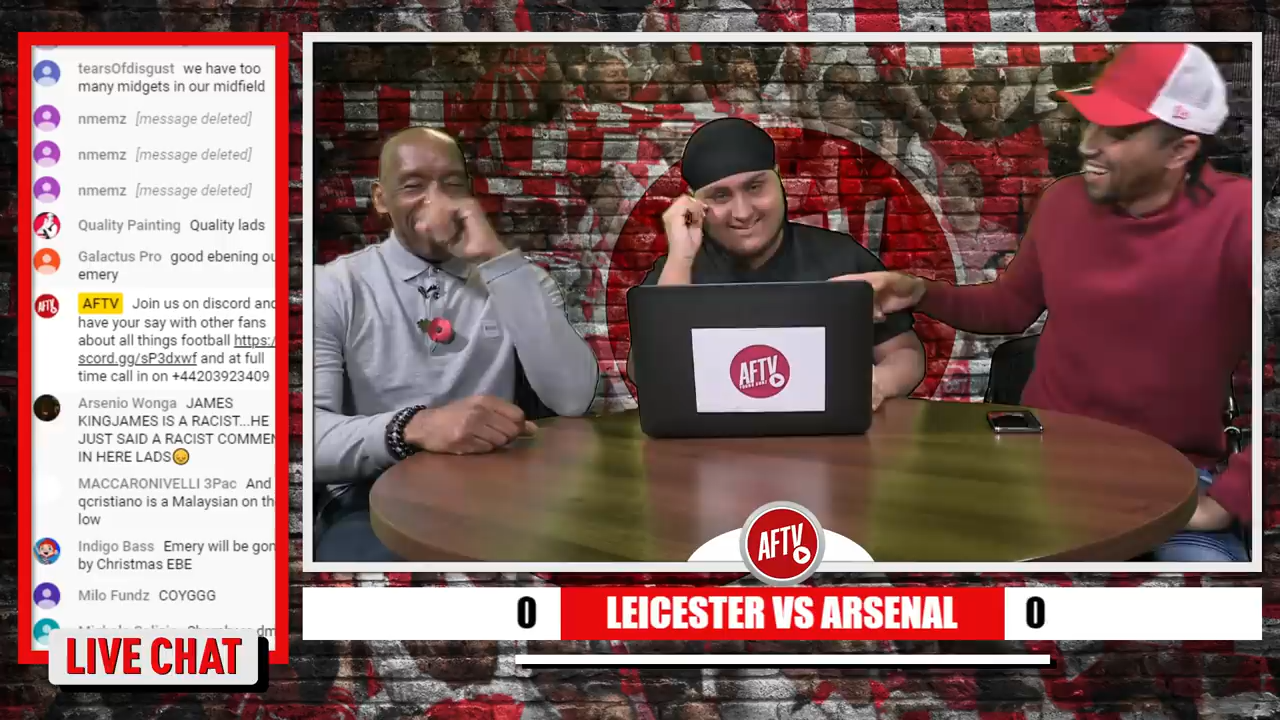 tearsOfdisgust we have too
many midgets in our midfield
nmemz [message deleted]
nmemz [message deleted]
nmemz [message deleted]
Quality Painting Quality lads
Galactus Pro good ebening ou
emery
AFTV Join us on discord and
have your say with other fans
about all things football https:/
scord.gg/sP3dxwf and at full
time call in on +44203923409
Arsenio Wonga JAMES
KINGJAMES IS A RACIST...HE
JUST SAID A RACIST COMMEN
IN HERE LADS
MACCARONIVELLI 3Pac And
qcristiano is a Malaysian on th
low
Indigo Bass Emery will be gon
by Christmas EBE
Milo Fundz COYGGG
LIVE CHAT
AFTV
AFTV
0 LEICESTER VS ARSENAL 0